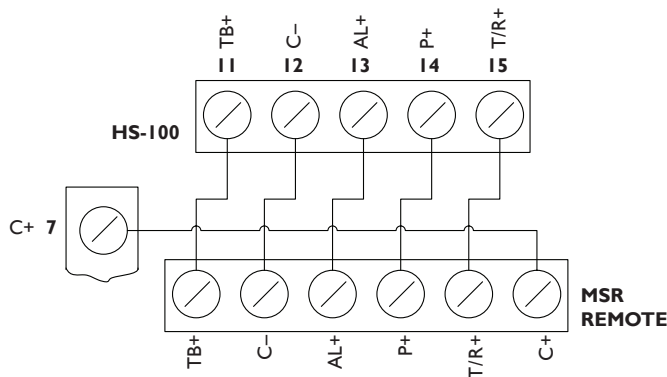 TB+ C– AL+ P+ T/R+
11 12 13 14 15
HS-100
C+ 7
MSR
REMOTE
TB+ C– AL+ P+ T/R+ C+